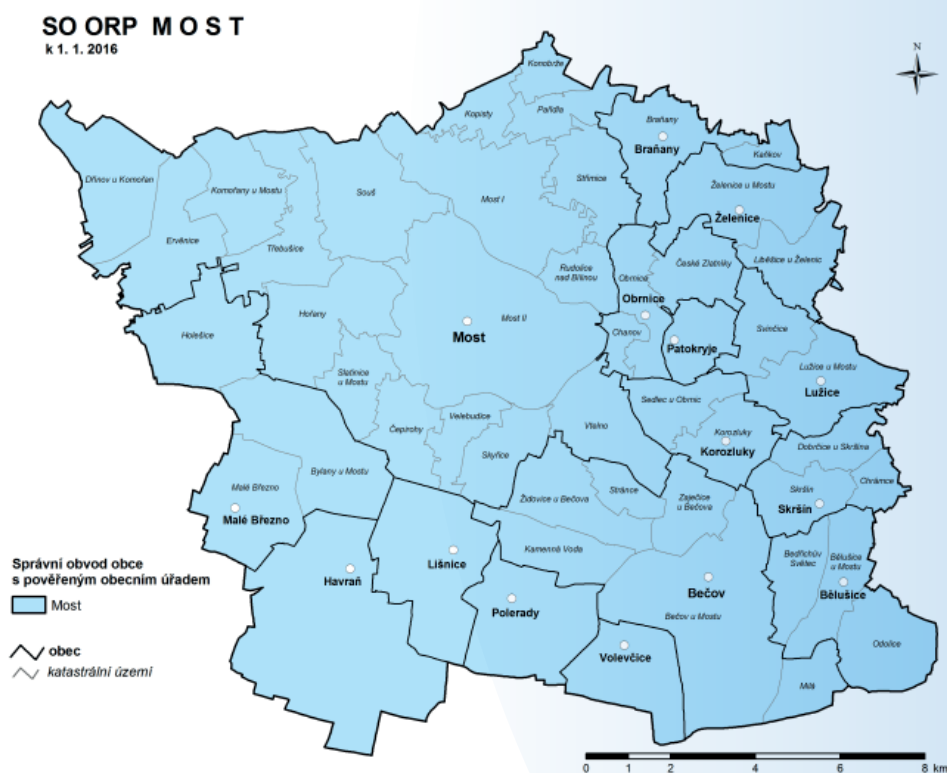 SO ORP M O S T
k 1. 1. 2016
N
Konobrže
Kopisty
Pařidla
Braňany
Braňany
Kaňkov
Dřínov u Komořan
Komořany u Mostu
Souš
Most I
Střimice
Želenice u Mostu
Želenice
Ervěnice
Třebušice
Rudolice
nad Bílinou
Obrnice
České Zlatníky
Liběšice u Želenic
Obrnice
Holešice
Hořany
Most II
Most
Chanov
Patokryje
Svinčice
Slatinice
u Mostu
Lužice u Mostu
Lužice
Čepirohy
Velebudice
Vtelno
Sedlec u Obrnic
Korozluky
Korozluky
Skyřice
Dobrčice u Skršína
Bylany u Mostu
Malé Březno
Malé Březno
Židovice u Bečova
Stránce
Zaječice
u Bečova
Skršín
Skršín
Chrámce
Kamenná Voda
Lišnice
Havraň
Polerady
Bečov
Bečov u Mostu
Bedřichův
Světec
Bělušice
u Mostu
Bělušice
Odolice
Volevčice
Milá
Správní obvod obce
s pověřeným obecním úřadem
Most
obec
katastrální území
0 1 2 4 6 8 km